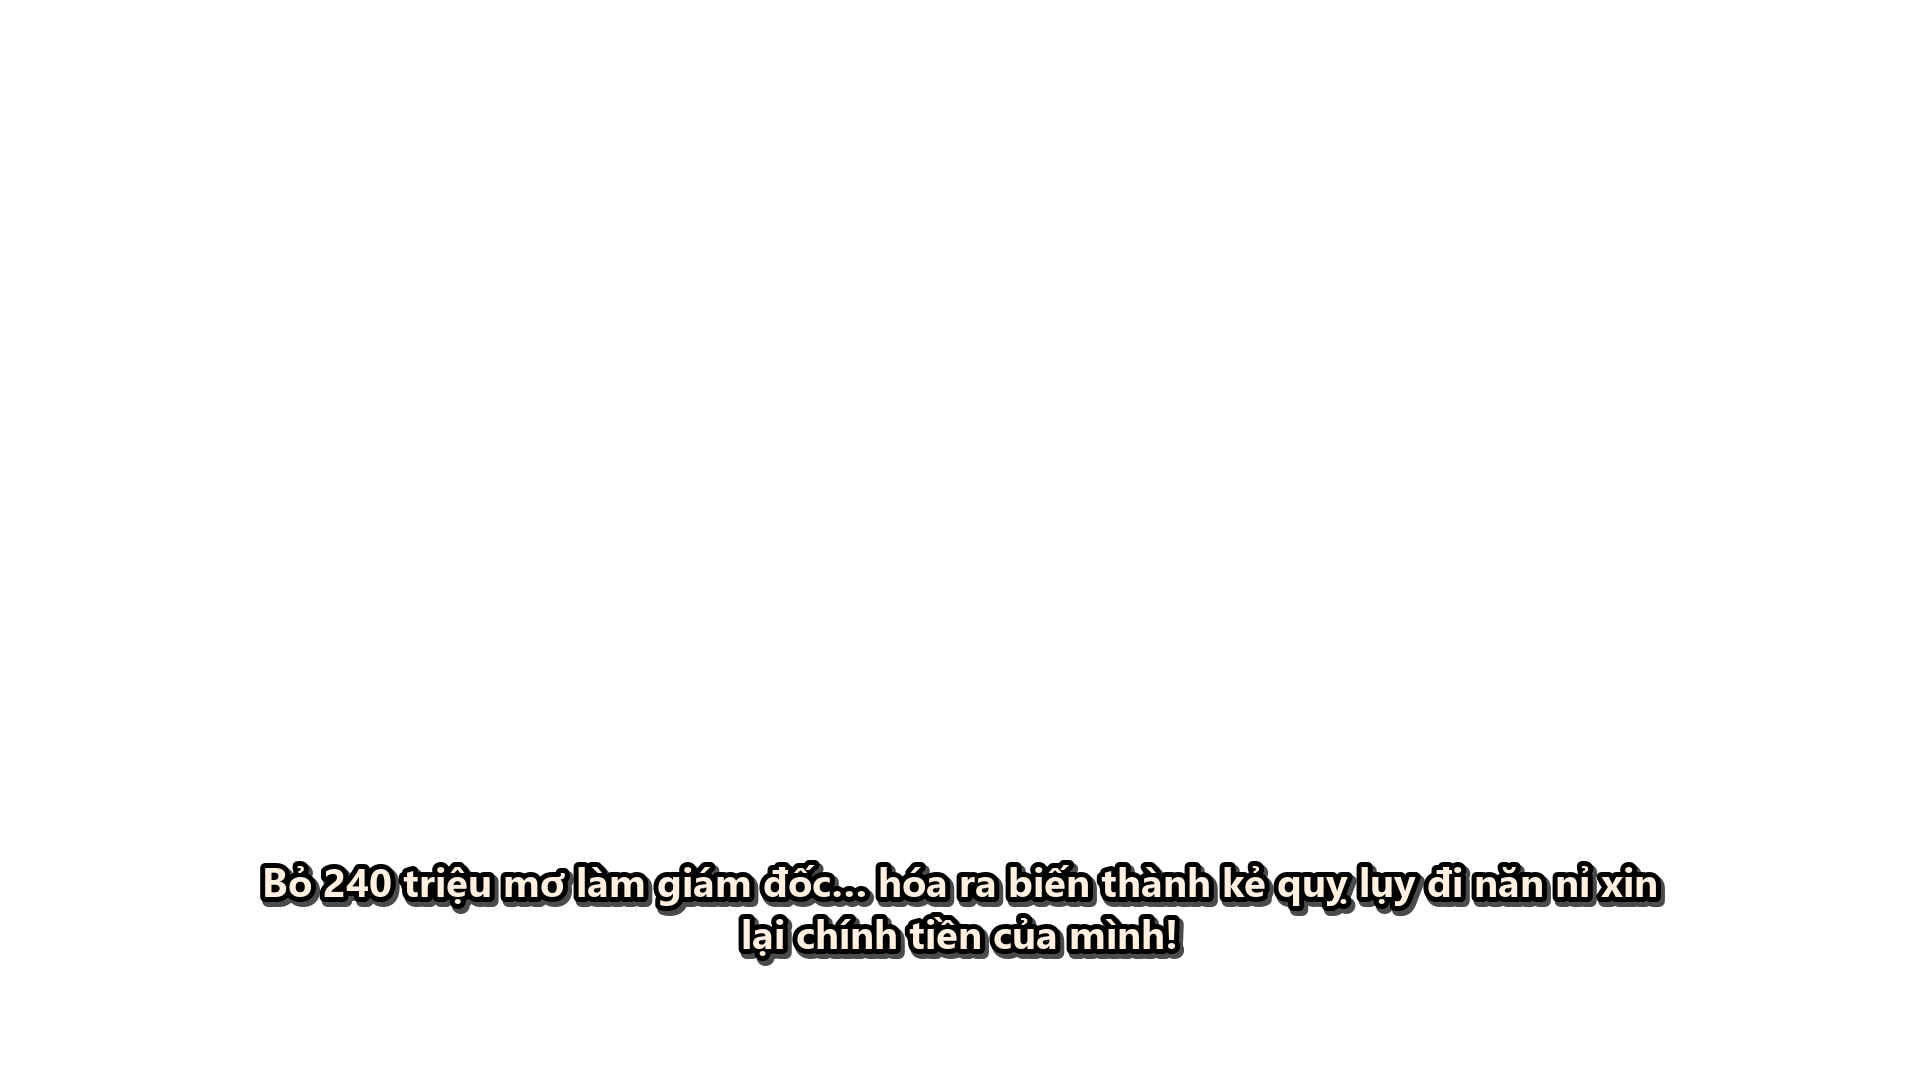 Bỏ 240 triệu mơ làm giám đốc... hóa ra biến thành kẻ quỵ lụy đi năn nỉ xin
lại chính tiền của mình!